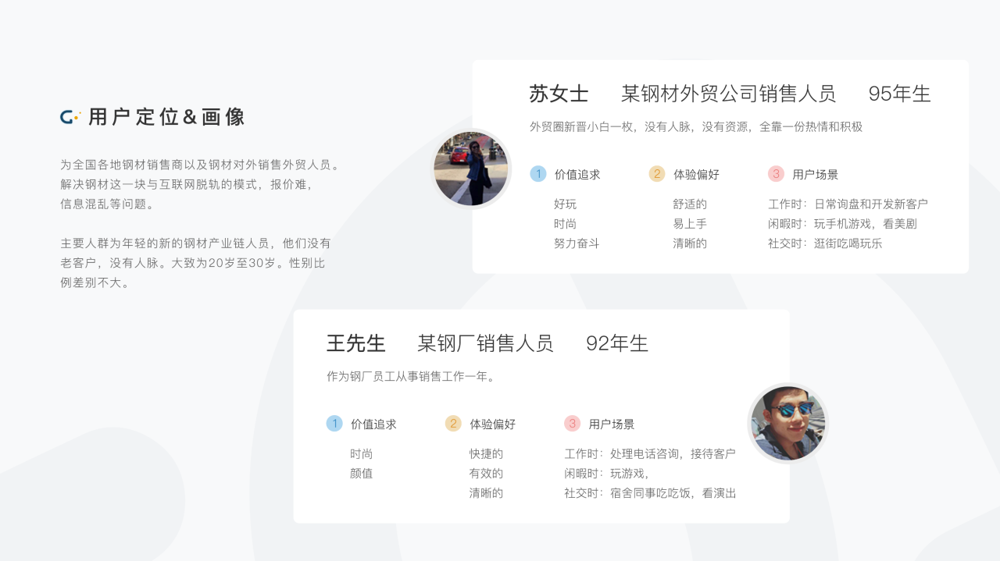 用户定位&画像
为全国各地钢材销售商以及钢材对外销售外贸人员。
解决钢材这一块与互联网脱轨的模式，报价难，
信息混乱等问题。
主要人群为年轻的新的钢材产业链人员，他们没有
老客户，没有人脉。大致为20岁至30岁。性别比
例差别不大。
苏女士 某钢材外贸公司销售人员 95年生
外贸圈新晋小白一枚，没有人脉，没有资源，全靠一份热情和积极
1 价值追求 2 体验偏好 3 用户场景
好玩 舒适的 工作时：日常询盘和开发新客户
时尚 易上手 闲暇时：玩手机游戏，看美剧
努力奋斗 清晰的 社交时：逛街吃喝玩乐
王先生 某钢厂销售人员 92年生
作为钢厂员工从事销售工作一年。
1 价值追求 2 体验偏好 3 用户场景
时尚 快捷的 工作时：处理电话咨询，接待客户
颜值 有效的 闲暇时：玩游戏，
清晰的 社交时：宿舍同事吃吃饭，看演出